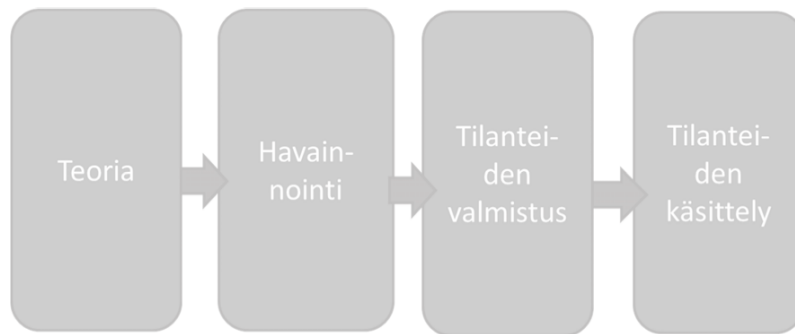 Teoria
Havain-
nointi
Tilantei-
den
valmistus
Tilantei-
den
käsittely